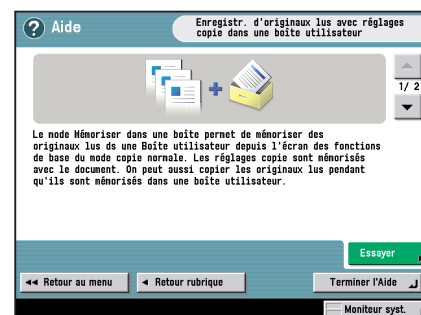 Aide
Enregistr. d'originaux lus avec réglages
copie dans une boîte utilisateur
1/ 2
Le mode Mémoriser dans une boîte permet de mémoriser des
originaux lus ds une Boîte utilisateur depuis l'écran des fonctions
de base du mode copie normale. Les réglages copie sont mémorisés
avec le document. On peut aussi copier les originaux lus pendant
qu'ils sont mémorisés dans une boîte utilisateur.
Essayer
Retour au menu
Retour rubrique
Terminer l'Aide
Moniteur syst.